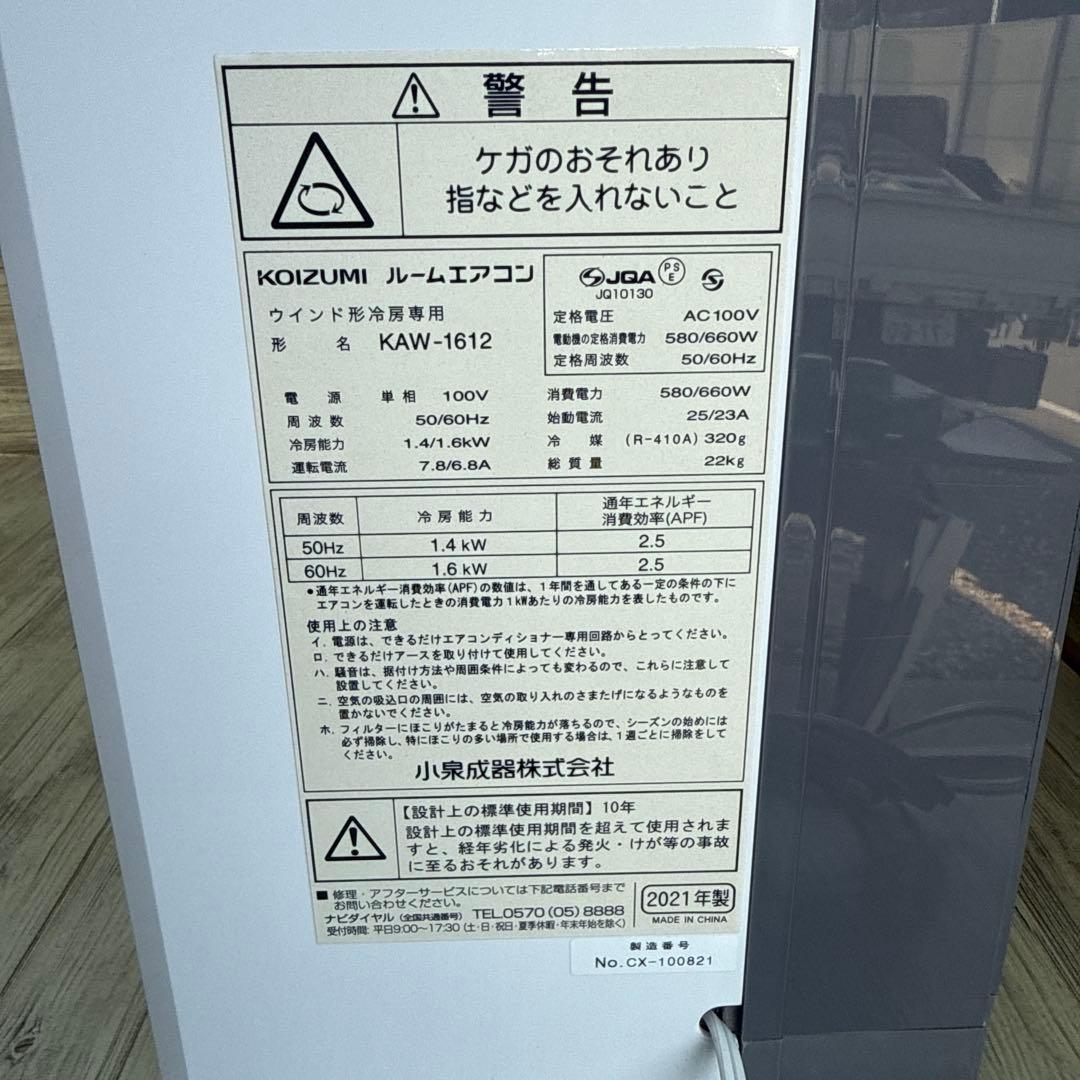 警告
ケガのおそれあり
指などを入れないこと
KOIZUMI ルームエアコン
ウインド形冷房専用
形名 KAW-1612
JQA PSE
JQ10130
定格電圧 AC100V
電動機の定格消費電力 580/660W
定格周波数 50/60Hz
電源 単相 100V
周波数 50/60Hz
冷房能力 1.4/1.6kW
運転電流 7.8/6.8A
消費電力 580/660W
始動電流 25/23A
冷媒 (R-410A) 320g
総質量 22kg
周波数 冷房能力 通年エネルギー
消費効率(APF)
50Hz 1.4 kW 2.5
60Hz 1.6 kW 2.5
●通年エネルギー消費効率(APF)の数値は、1年間を通してある一定の条件の下に
エアコンを運転したときの消費電力1kWあたりの冷房能力を表したものです。
使用上の注意
イ. 電源は、できるだけエアコンディショナー専用回路からとってください。
ロ. できるだけアースを取り付けて使用してください。
ハ. 騒音は、据付け方法や周囲条件によっても変わるので、これらに注意して
設置してください。
ニ. 空気の吸込口の周囲には、空気の取り入れのさまたげになるようなものを
置かないでください。
ホ. フィルターにほこりがたまると冷房能力が落ちるので、シーズンの始めには
必ず掃除し、特にほこりの多い場所で使用する場合は、1週ごとに掃除をして
ください。
小泉成器株式会社
【設計上の標準使用期間】10年
設計上の標準使用期間を超えて使用されま
すと、経年劣化による発火・けが等の事故
に至るおそれがあります。
■修理・アフターサービスについては下記電話番号まで
お問い合わせください。
ナビダイヤル(全国共通番号) TEL0570(05)8888
受付時間: 平日9:00～17:30(土・日・祝日・夏季休暇・年末年始を除く)
2021年製
MADE IN CHINA
製造番号
No.CX-100821